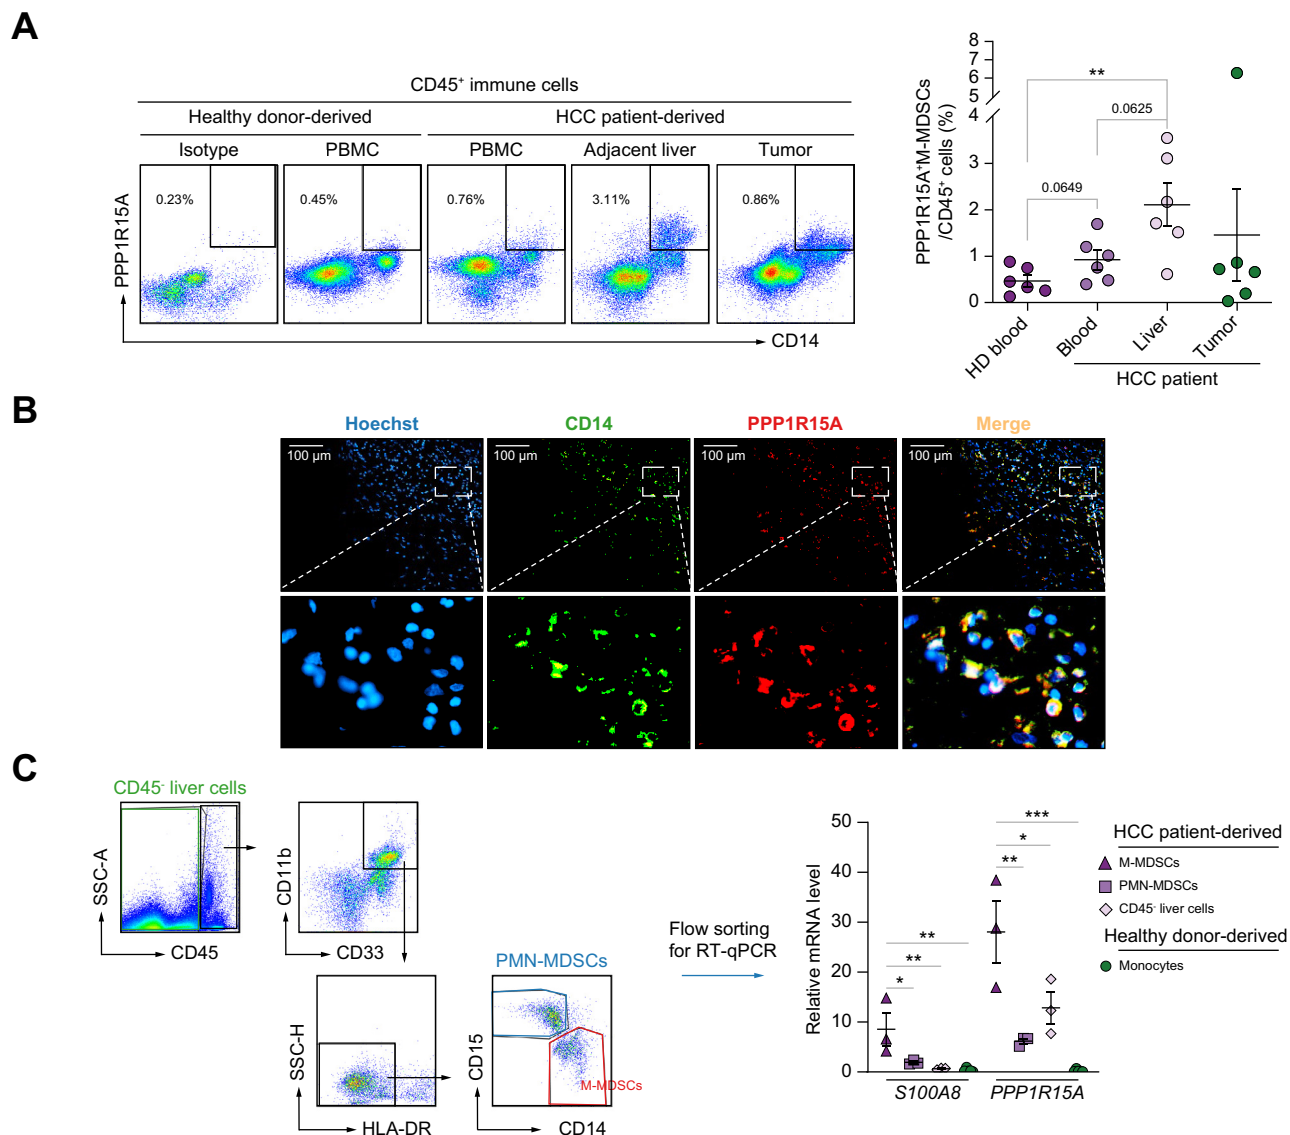 A
CD45⁺ immune cells
Healthy donor-derived
HCC patient-derived
Isotype
PBMC
PBMC
Adjacent liver
Tumor
0.23%
0.45%
0.76%
3.11%
0.86%
PPP1R15A
CD14
PPP1R15A⁺M-MDSCs
/CD45⁺ cells (%)
8
7
6
5
4
3
2
1
0
**
0.0625
0.0649
HD blood
Blood
Liver
Tumor
HCC patient
B
Hoechst
CD14
PPP1R15A
Merge
100 µm
100 µm
100 µm
100 µm
C
CD45⁻ liver cells
SSC-A
CD45
CD11b
CD33
SSC-H
HLA-DR
PMN-MDSCs
CD15
M-MDSCs
CD14
Flow sorting
for RT-qPCR
Relative mRNA level
50
40
30
20
10
0
**
**
*
***
*
**
S100A8
PPP1R15A
HCC patient-derived
M-MDSCs
PMN-MDSCs
CD45⁻ liver cells
Healthy donor-derived
Monocytes